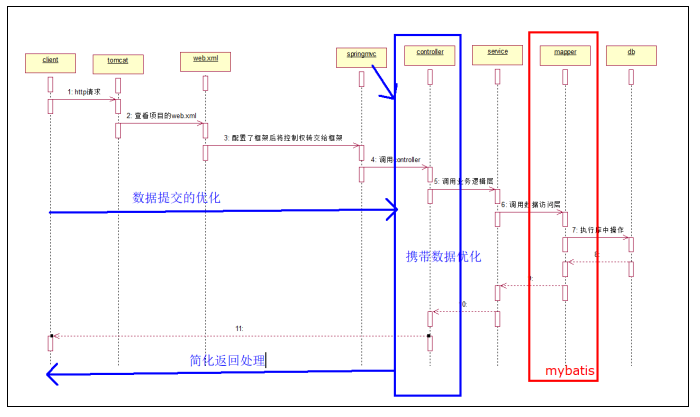 client
tomcat
web.xml
springmvc
controller
service
mapper
db
1: http请求
2: 查看项目的web.xml
3: 配置了框架后将控制权转交给框架
4: 调用controller
5: 调用业务逻辑层
6: 调用数据访问层
7: 执行库中操作
数据提交的优化
携带数据优化
8:
9:
10:
11:
简化返回处理
mybatis